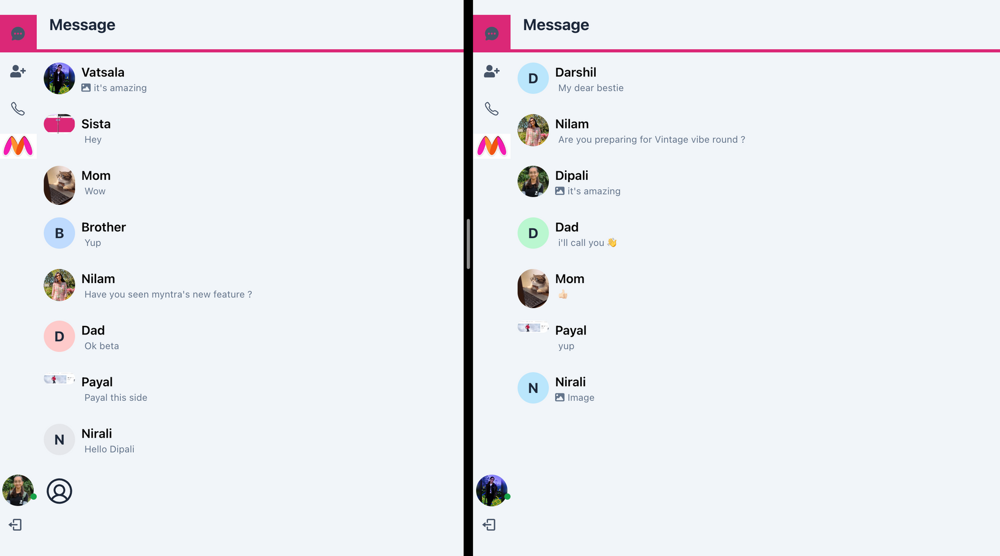 Message
Vatsala
it's amazing
Sista
Hey
Mom
Wow
B
Brother
Yup
Nilam
Have you seen myntra's new feature ?
D
Dad
Ok beta
Payal
Payal this side
N
Nirali
Hello Dipali
Message
D
Darshil
My dear bestie
Nilam
Are you preparing for Vintage vibe round ?
Dipali
it's amazing
D
Dad
i'll call you 👋
Mom
👍🏻
Payal
yup
N
Nirali
Image